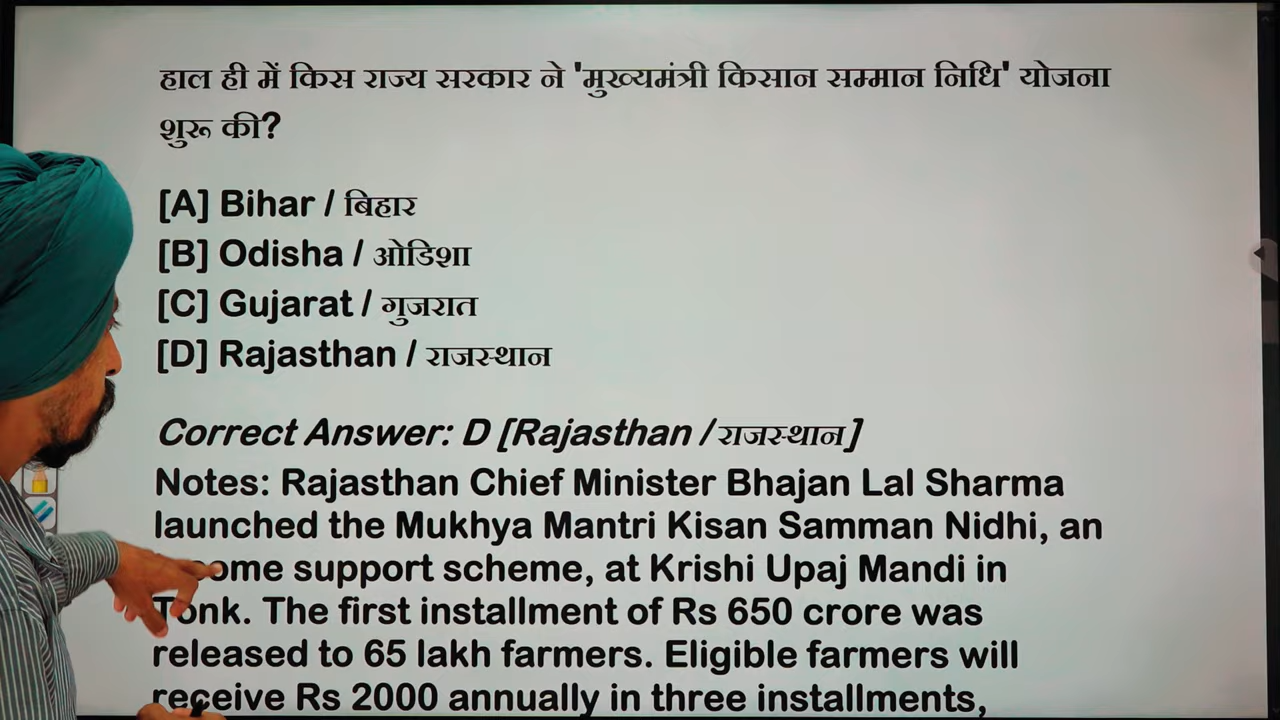 हाल ही में किस राज्य सरकार ने 'मुख्यमंत्री किसान सम्मान निधि' योजना
शुरू की?
[A] Bihar / बिहार
[B] Odisha / ओडिशा
[C] Gujarat / गुजरात
[D] Rajasthan / राजस्थान
Correct Answer: D [Rajasthan / राजस्थान]
Notes: Rajasthan Chief Minister Bhajan Lal Sharma
launched the Mukhya Mantri Kisan Samman Nidhi, an
support scheme, at Krishi Upaj Mandi in
Tonk. The first installment of Rs 650 crore was
released to 65 lakh farmers. Eligible farmers will
receive Rs 2000 annually in three installments,